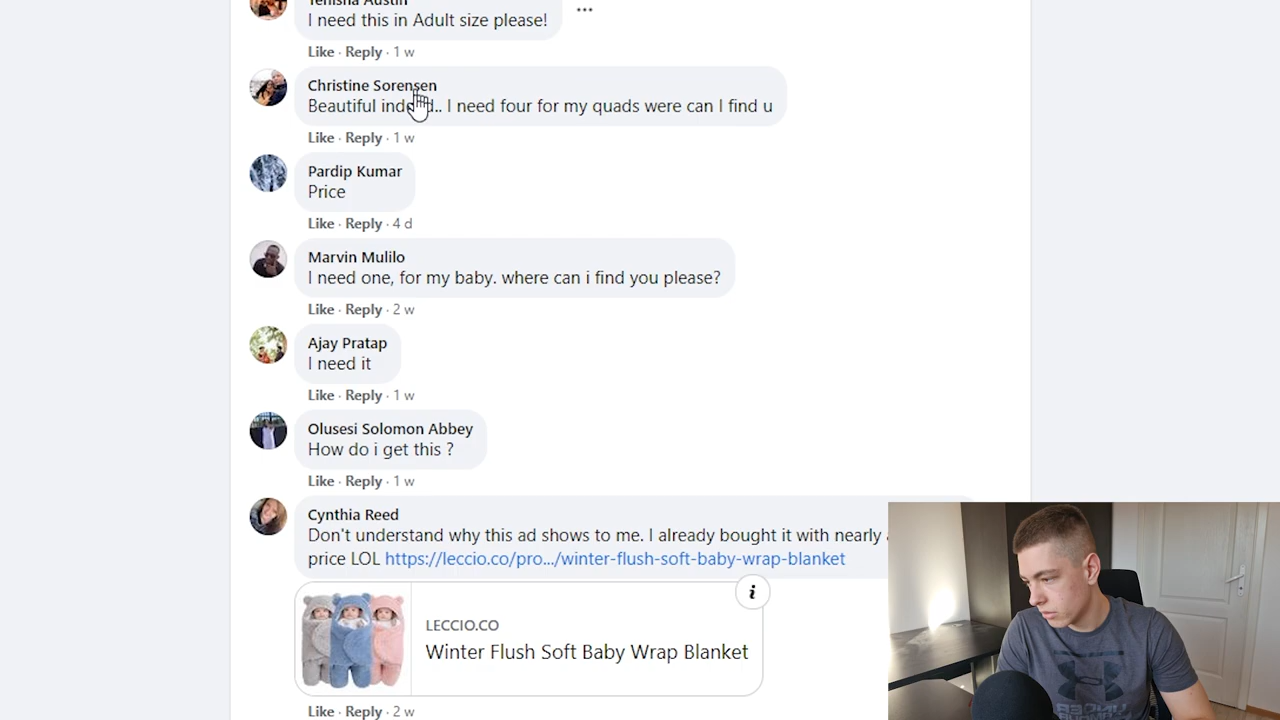 Tenisha Austin
I need this in Adult size please!
Like · Reply · 1 w
Christine Sorensen
Beautiful indeed.. I need four for my quads were can I find u
Like · Reply · 1 w
Pardip Kumar
Price
Like · Reply · 4 d
Marvin Mulilo
I need one, for my baby. where can i find you please?
Like · Reply · 2 w
Ajay Pratap
I need it
Like · Reply · 1 w
Olusesi Solomon Abbey
How do i get this ?
Like · Reply · 1 w
Cynthia Reed
Don't understand why this ad shows to me. I already bought it with nearly
price LOL https://leccio.co/pro.../winter-flush-soft-baby-wrap-blanket
LECCIO.CO
Winter Flush Soft Baby Wrap Blanket
Like · Reply · 2 w
UNDER